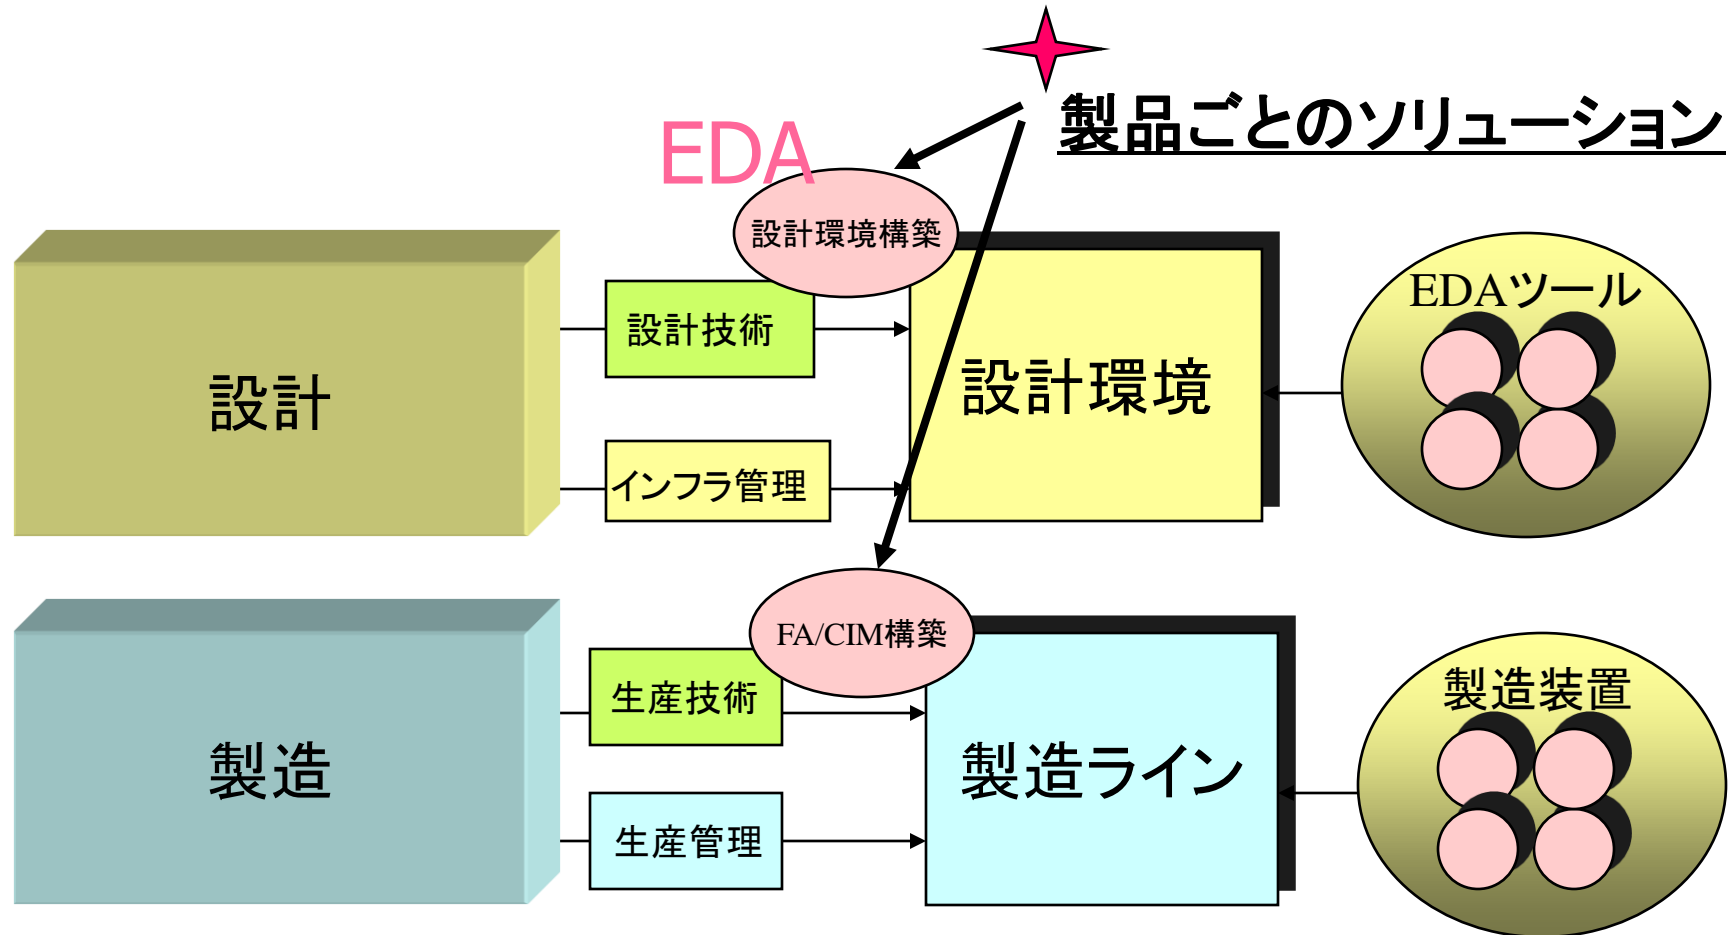 製品ごとのソリューション
EDA
設計環境構築
EDAツール
設計技術
設計
設計環境
インフラ管理
FA/CIM構築
製造装置
生産技術
製造
製造ライン
生産管理